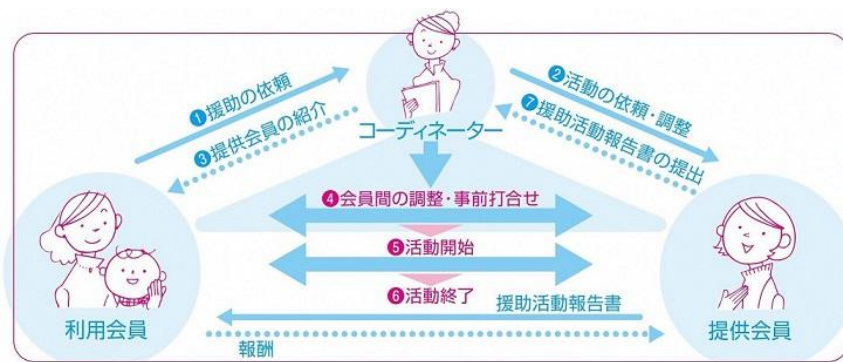 ❶援助の依頼
❷活動の依頼・調整
❸提供会員の紹介
❼援助活動報告書の提出
コーディネーター
❹会員間の調整・事前打合せ
❺活動開始
❻活動終了
援助活動報告書
利用会員
報酬
提供会員